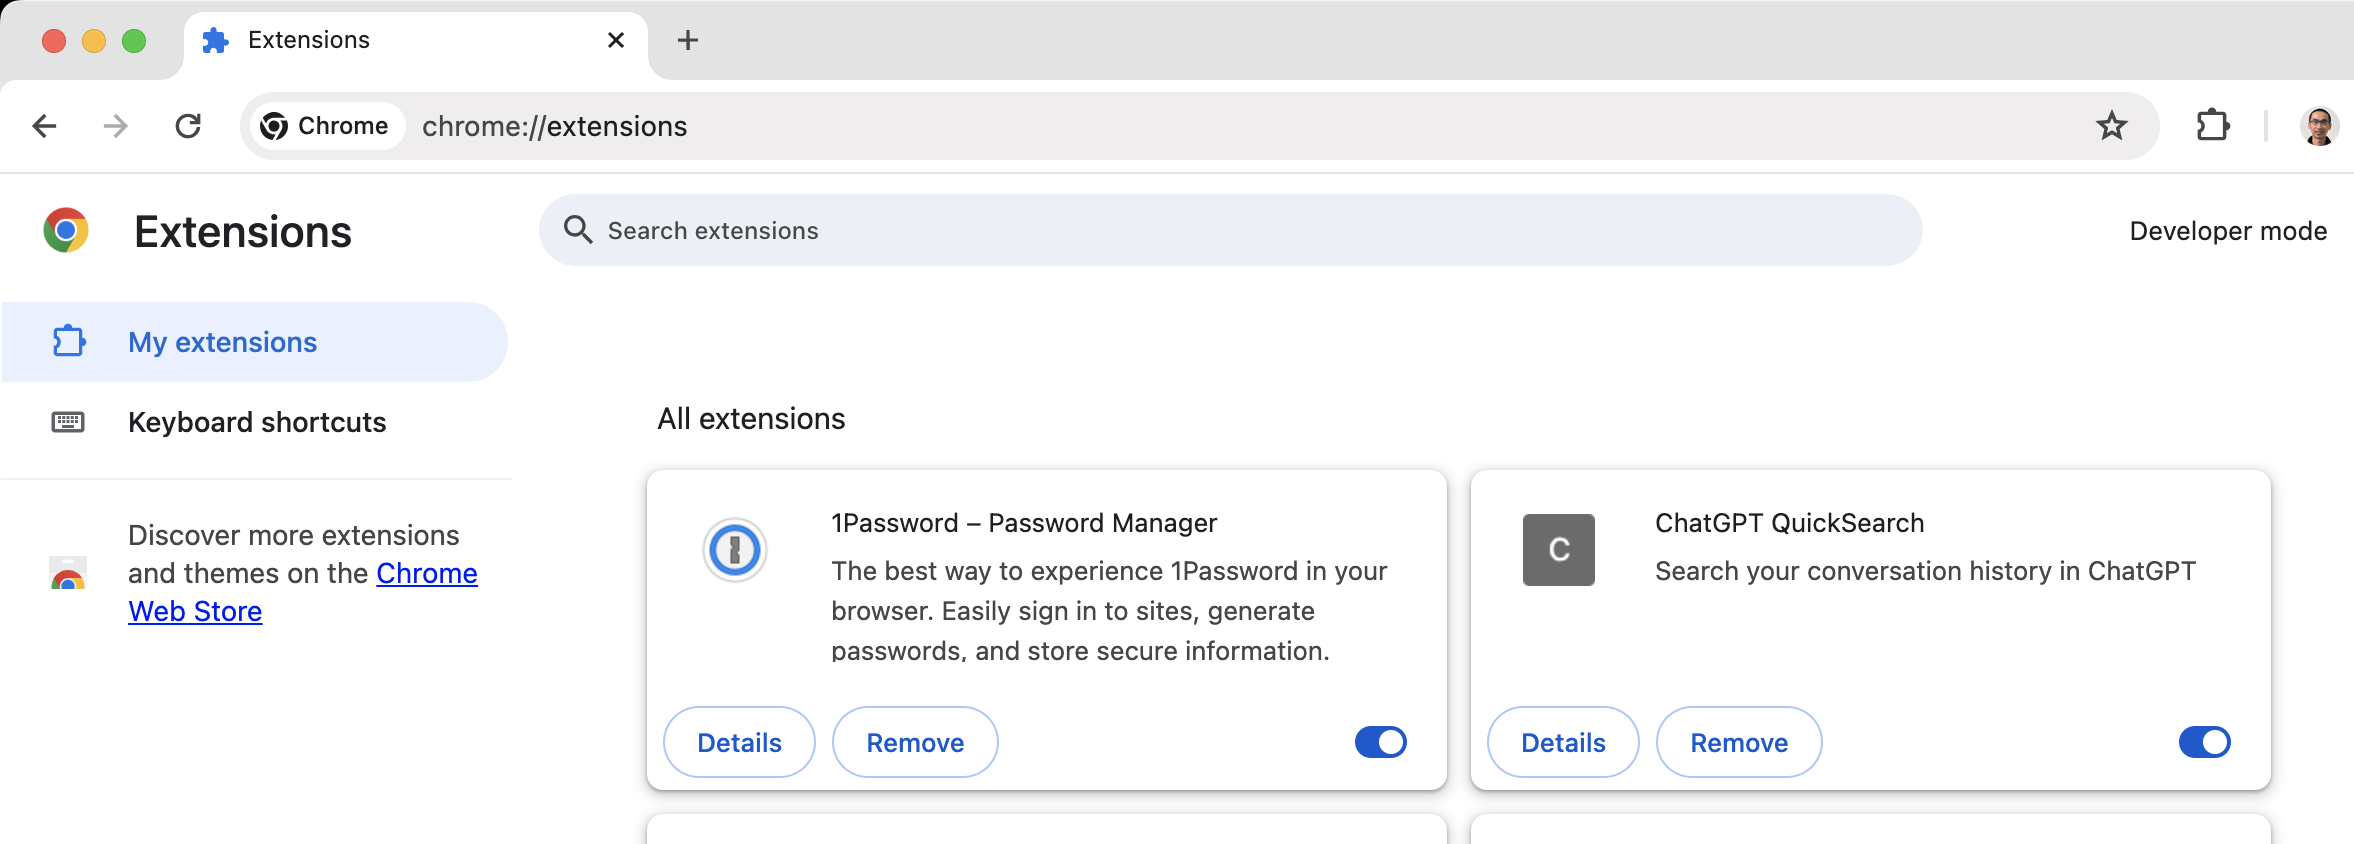 Extensions
Chrome
chrome://extensions
Extensions
Search extensions
Developer mode
My extensions
Keyboard shortcuts
Discover more extensions
and themes on the Chrome
Web Store
All extensions
1Password – Password Manager
The best way to experience 1Password in your
browser. Easily sign in to sites, generate
passwords, and store secure information.
Details
Remove
C
ChatGPT QuickSearch
Search your conversation history in ChatGPT
Details
Remove